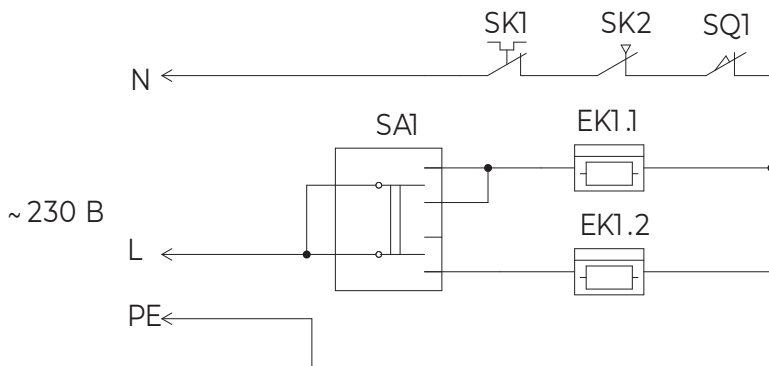 SK1 SK2 SQ1
N
SA1 EK1.1
~ 230 В
EK1.2
L
PE